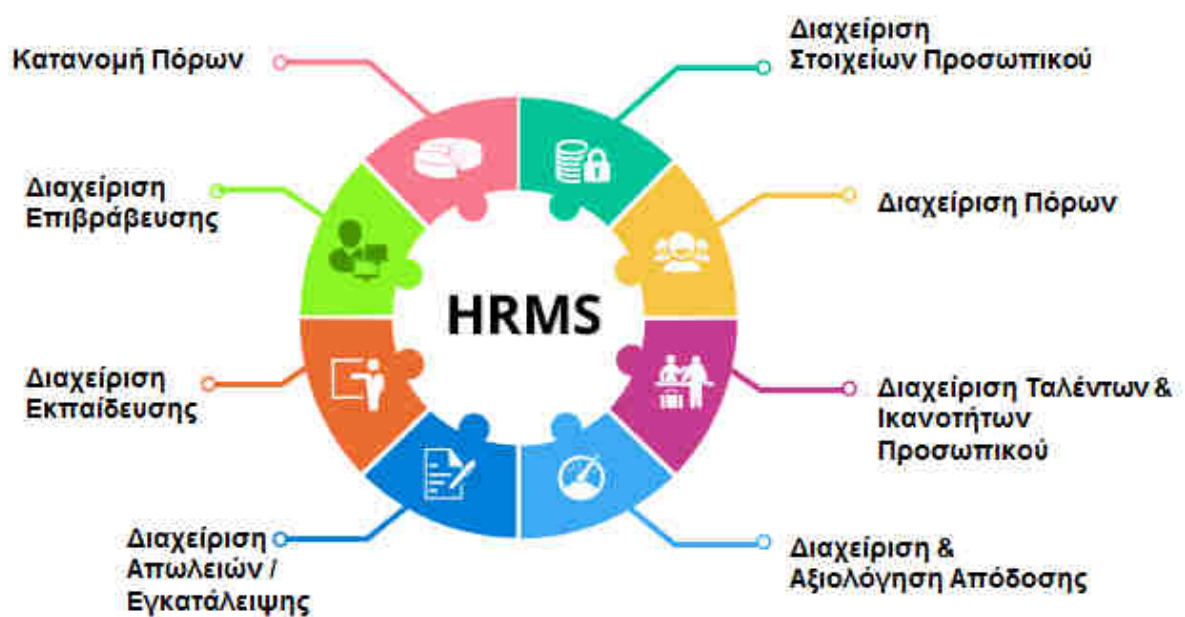 Κατανομή Πόρων
Διαχείριση
Στοιχείων Προσωπικού
Διαχείριση
Επιβράβευσης
Διαχείριση Πόρων
HRMS
Διαχείριση
Εκπαίδευσης
Διαχείριση Ταλέντων &
Ικανοτήτων
Προσωπικού
Διαχείριση
Απωλειών /
Εγκατάλειψης
Διαχείριση &
Αξιολόγηση Απόδοσης